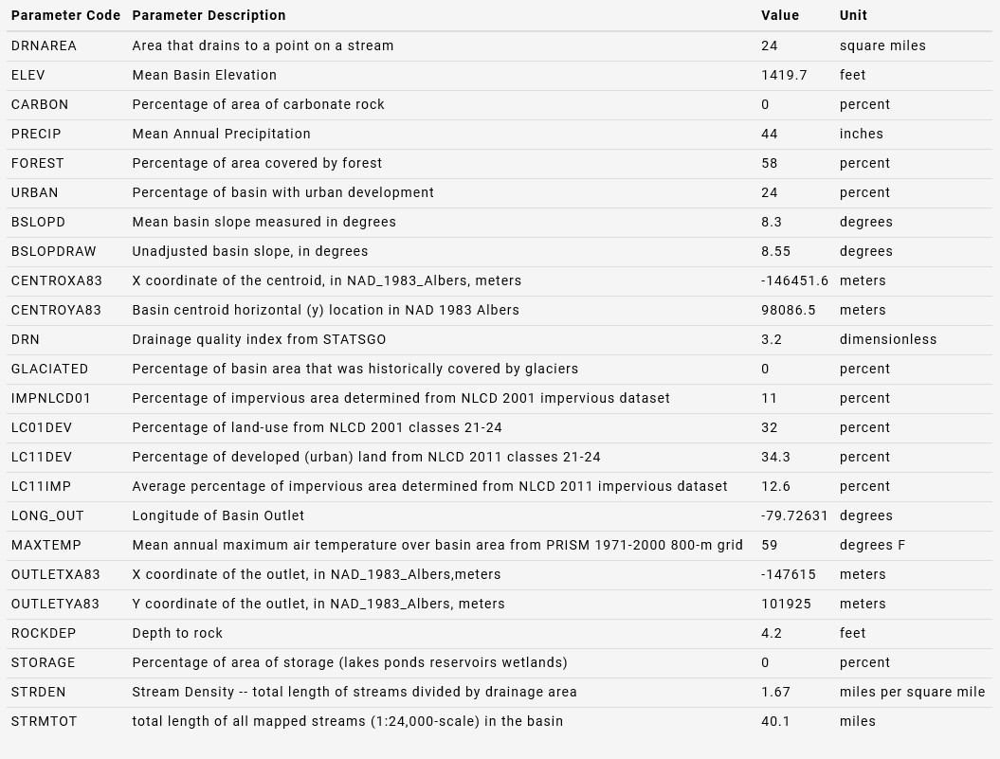 Parameter Code Parameter Description Value Unit
DRNAREA Area that drains to a point on a stream 24 square miles
ELEV Mean Basin Elevation 1419.7 feet
CARBON Percentage of area of carbonate rock 0 percent
PRECIP Mean Annual Precipitation 44 inches
FOREST Percentage of area covered by forest 58 percent
URBAN Percentage of basin with urban development 24 percent
BSLOPD Mean basin slope measured in degrees 8.3 degrees
BSLOPDRAW Unadjusted basin slope, in degrees 8.55 degrees
CENTROXA83 X coordinate of the centroid, in NAD_1983_Albers, meters -146451.6 meters
CENTROYA83 Basin centroid horizontal (y) location in NAD 1983 Albers 98086.5 meters
DRN Drainage quality index from STATSGO 3.2 dimensionless
GLACIATED Percentage of basin area that was historically covered by glaciers 0 percent
IMPNLCD01 Percentage of impervious area determined from NLCD 2001 impervious dataset 11 percent
LC01DEV Percentage of land-use from NLCD 2001 classes 21-24 32 percent
LC11DEV Percentage of developed (urban) land from NLCD 2011 classes 21-24 34.3 percent
LC11IMP Average percentage of impervious area determined from NLCD 2011 impervious dataset 12.6 percent
LONG_OUT Longitude of Basin Outlet -79.72631 degrees
MAXTEMP Mean annual maximum air temperature over basin area from PRISM 1971-2000 800-m grid 59 degrees F
OUTLETXA83 X coordinate of the outlet, in NAD_1983_Albers,meters -147615 meters
OUTLETYA83 Y coordinate of the outlet, in NAD_1983_Albers, meters 101925 meters
ROCKDEP Depth to rock 4.2 feet
STORAGE Percentage of area of storage (lakes ponds reservoirs wetlands) 0 percent
STRDEN Stream Density -- total length of streams divided by drainage area 1.67 miles per square mile
STRMTOT total length of all mapped streams (1:24,000-scale) in the basin 40.1 miles